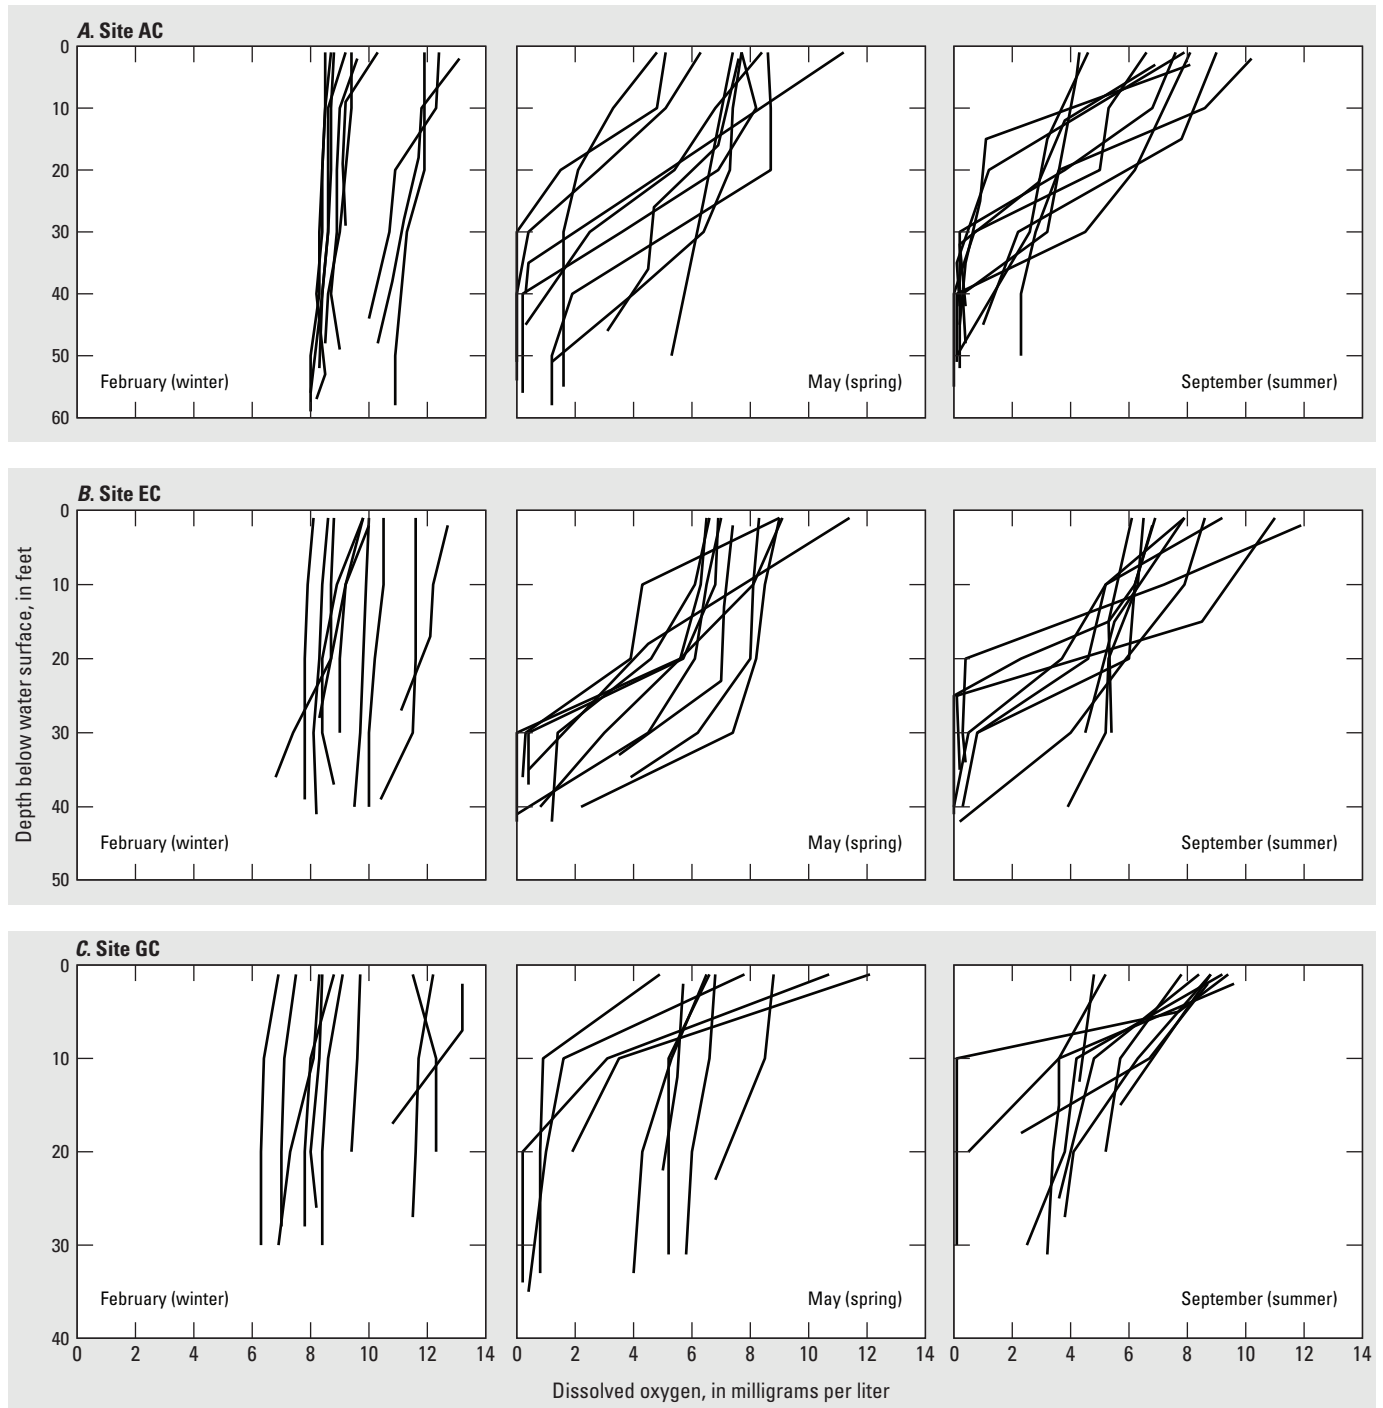 A. Site AC
0
10
20
30
40
50
60
February (winter)
May (spring)
September (summer)
B. Site EC
0
10
20
30
40
50
February (winter)
May (spring)
September (summer)
Depth below water surface, in feet
C. Site GC
0
10
20
30
40
February (winter)
May (spring)
September (summer)
0 2 4 6 8 10 12 14
0 2 4 6 8 10 12 14
0 2 4 6 8 10 12 14
Dissolved oxygen, in milligrams per liter